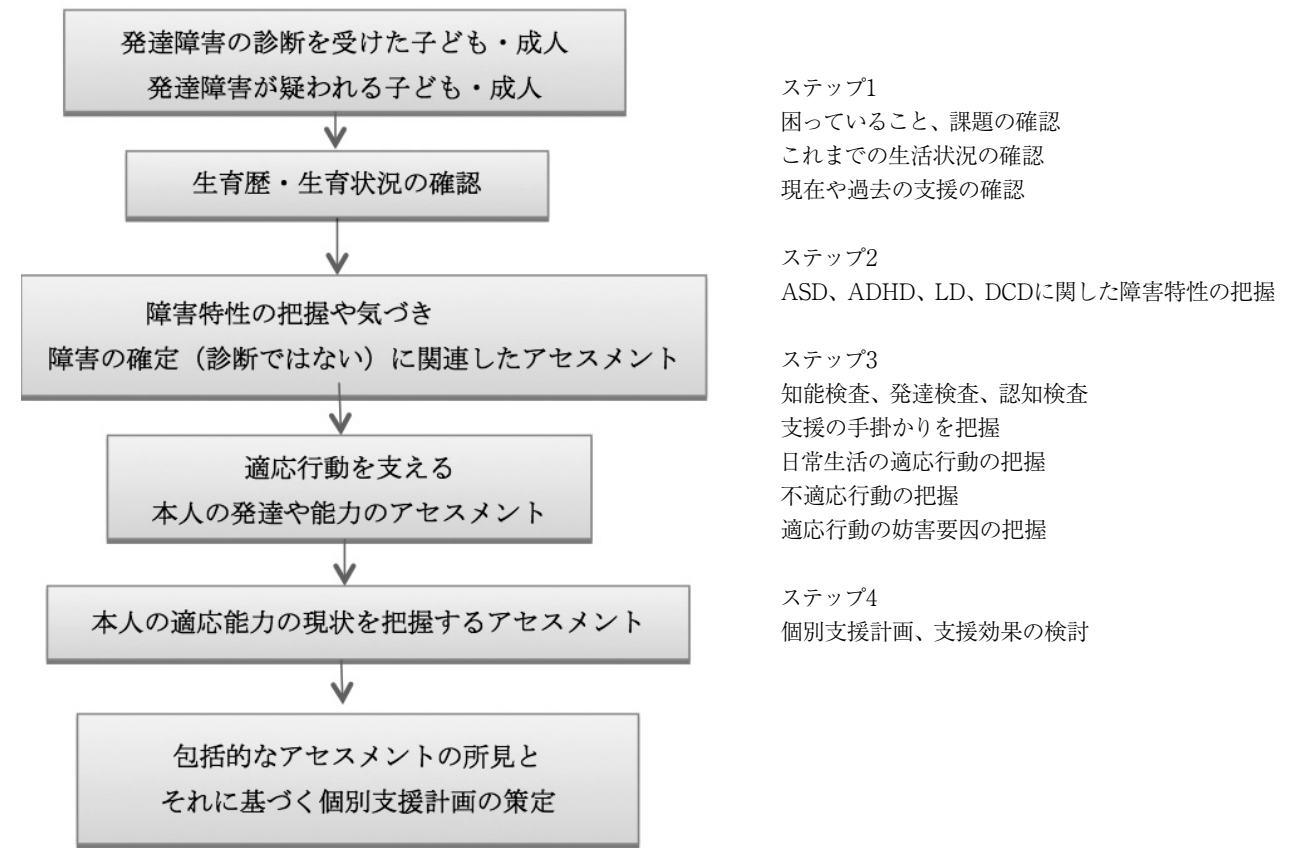 発達障害の診断を受けた子ども・成人
発達障害が疑われる子ども・成人
生育歴・生育状況の確認
障害特性の把握や気づき
障害の確定（診断ではない）に関連したアセスメント
適応行動を支える
本人の発達や能力のアセスメント
本人の適応能力の現状を把握するアセスメント
包括的なアセスメントの所見と
それに基づく個別支援計画の策定
ステップ1
困っていること、課題の確認
これまでの生活状況の確認
現在や過去の支援の確認
ステップ2
ASD、ADHD、LD、DCDに関した障害特性の把握
ステップ3
知能検査、発達検査、認知検査
支援の手掛かりを把握
日常生活の適応行動の把握
不適応行動の把握
適応行動の妨害要因の把握
ステップ4
個別支援計画、支援効果の検討